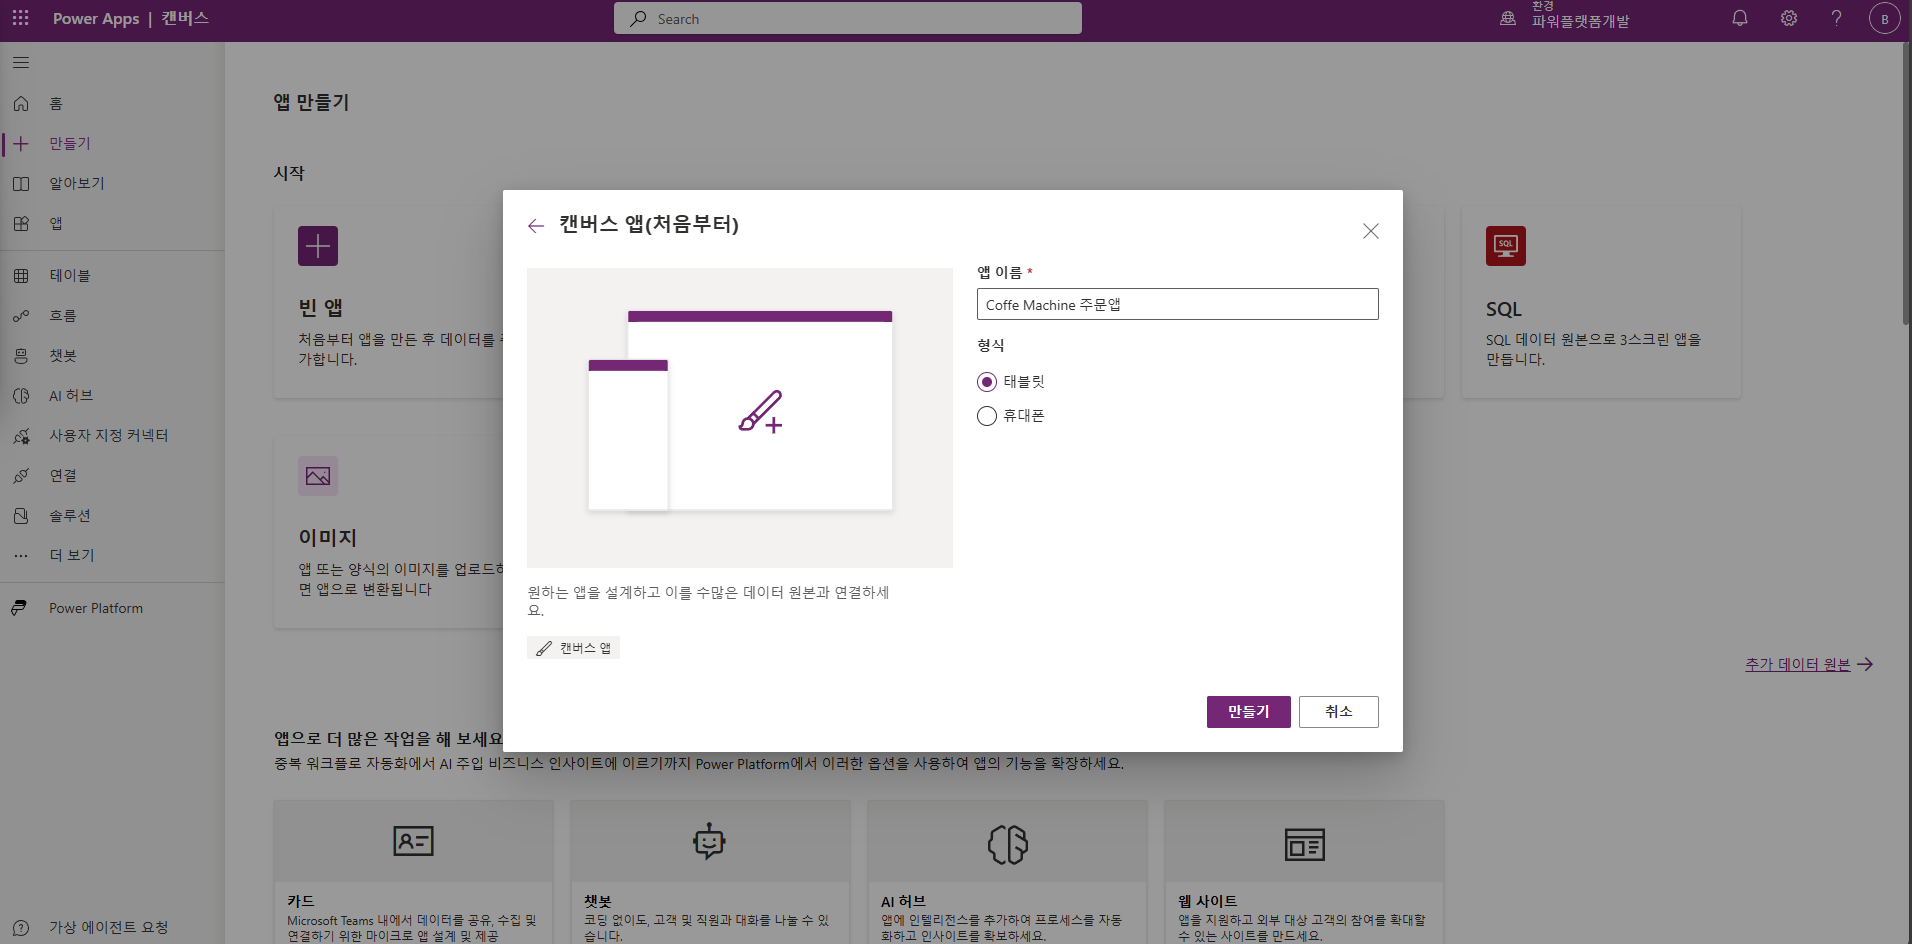 Power Apps | 캔버스
Search
환경
파워플랫폼개발
B
홈
만들기
알아보기
앱
테이블
흐름
챗봇
AI 허브
사용자 지정 커넥터
연결
솔루션
더 보기
Power Platform
가상 에이전트 요청
앱 만들기
시작
빈 앱
처음부터 앱을 만든 후 데이터를
가합니다.
SQL
SQL
SQL 데이터 원본으로 3스크린 앱을
만듭니다.
이미지
앱 또는 양식의 이미지를 업로드하
면 앱으로 변환됩니다
캔버스 앱(처음부터)
원하는 앱을 설계하고 이를 수많은 데이터 원본과 연결하세
요.
캔버스 앱
앱 이름 *
Coffe Machine 주문앱
형식
태블릿
휴대폰
만들기
취소
추가 데이터 원본
앱으로 더 많은 작업을 해 보세요
중복 워크플로 자동화에서 AI 주입 비즈니스 인사이트에 이르기까지 Power Platform에서 이러한 옵션을 사용하여 앱의 기능을 확장하세요.
카드
Microsoft Teams 내에서 데이터를 공유, 수집 및
연결하기 위한 마이크로 앱 설계 및 제공
챗봇
코딩 없이도, 고객 및 직원과 대화를 나눌 수 있
습니다.
AI 허브
앱에 인텔리전스를 추가하여 프로세스를 자동
화하고 인사이트를 확보하세요.
웹 사이트
앱을 지원하고 외부 대상 고객의 참여를 확대할
수 있는 사이트를 만드세요.